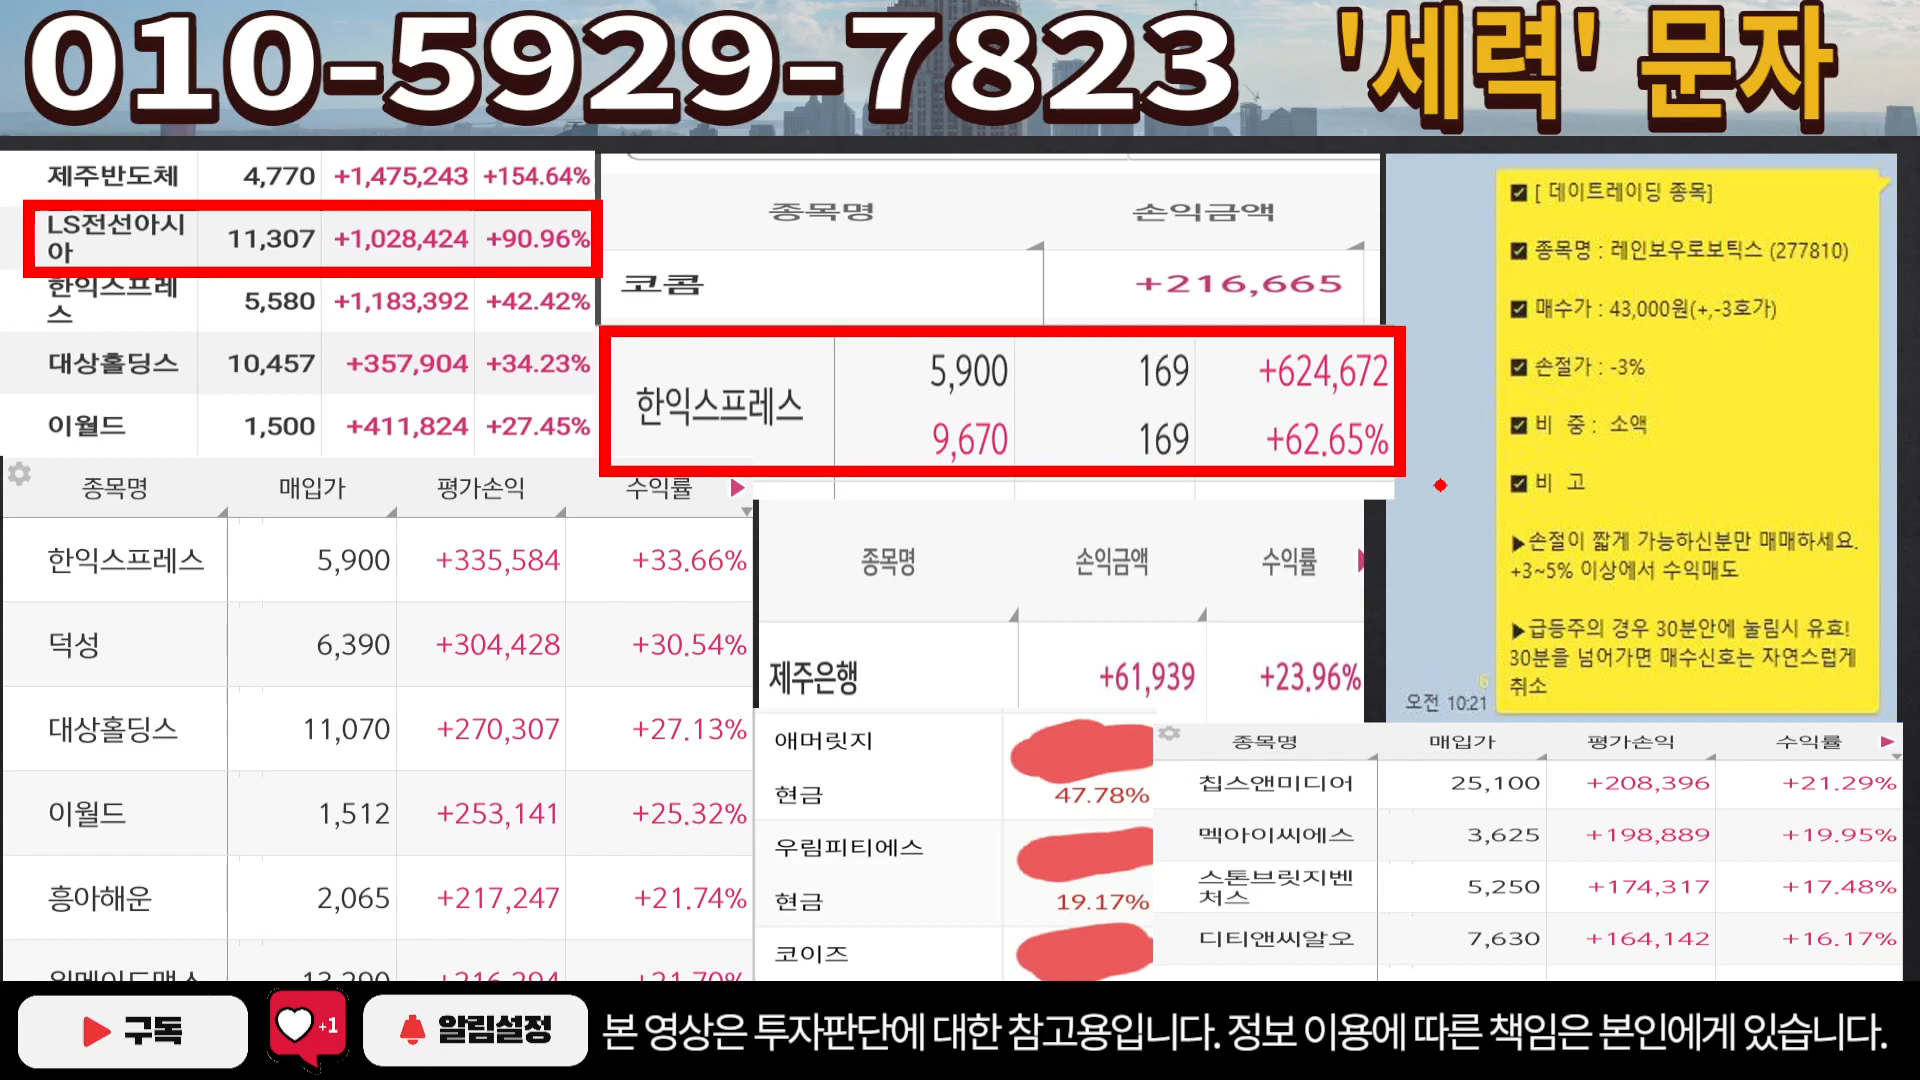 010-5929-7823 '세력' 문자
제주반도체 4,770 +1,475,243 +154.64%
LS전선아시아 11,307 +1,028,424 +90.96%
한익스프레스 5,580 +1,183,392 +42.42%
대상홀딩스 10,457 +357,904 +34.23%
이월드 1,500 +411,824 +27.45%
종목명 손익금액
코콤 +216,665
한익스프레스 5,900 169 +624,672
9,670 169 +62.65%
종목명 매입가 평가손익 수익률
한익스프레스 5,900 +335,584 +33.66%
덕성 6,390 +304,428 +30.54%
대상홀딩스 11,070 +270,307 +27.13%
이월드 1,512 +253,141 +25.32%
흥아해운 2,065 +217,247 +21.74%
종목명 손익금액 수익률
제주은행 +61,939 +23.96%
애머릿지
현금 47.78%
우림피티에스
현금 19.17%
코이즈
[ 데이트레이딩 종목]
종목명 : 레인보우로보틱스 (277810)
매수가 : 43,000원(+,-3호가)
손절가 : -3%
비 중 : 소액
비 고
▶손절이 짧게 가능하신분만 매매하세요.
+3~5% 이상에서 수익매도
▶급등주의 경우 30분안에 눌림시 유효!
30분을 넘어가면 매수신호는 자연스럽게
취소
6
오전 10:21
종목명 매입가 평가손익 수익률
칩스앤미디어 25,100 +208,396 +21.29%
멕아이씨에스 3,625 +198,889 +19.95%
스톤브릿지벤처스 5,250 +174,317 +17.48%
디티앤씨알오 7,630 +164,142 +16.17%
구독 +1 알림설정 본 영상은 투자판단에 대한 참고용입니다. 정보 이용에 따른 책임은 본인에게 있습니다.